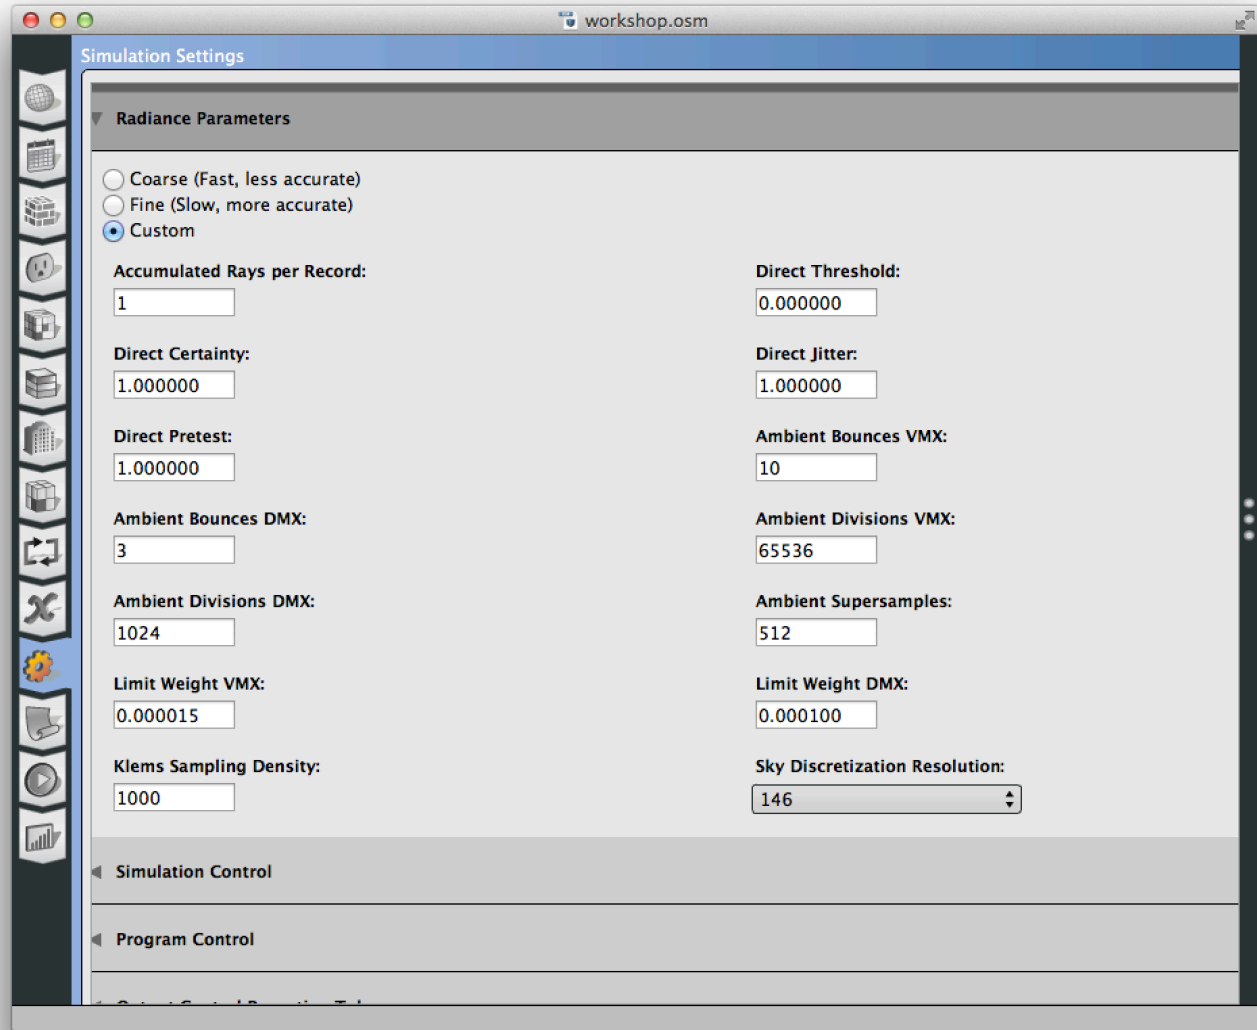 workshop.osm
Simulation Settings
Radiance Parameters
Coarse (Fast, less accurate)
Fine (Slow, more accurate)
Custom
Accumulated Rays per Record:
Direct Threshold:
1
0.000000
Direct Certainty:
Direct Jitter:
1.000000
1.000000
Direct Pretest:
Ambient Bounces VMX:
1.000000
10
Ambient Bounces DMX:
Ambient Divisions VMX:
3
65536
Ambient Divisions DMX:
Ambient Supersamples:
1024
512
Limit Weight VMX:
Limit Weight DMX:
0.000015
0.000100
Klems Sampling Density:
Sky Discretization Resolution:
1000
146
Simulation Control
Program Control